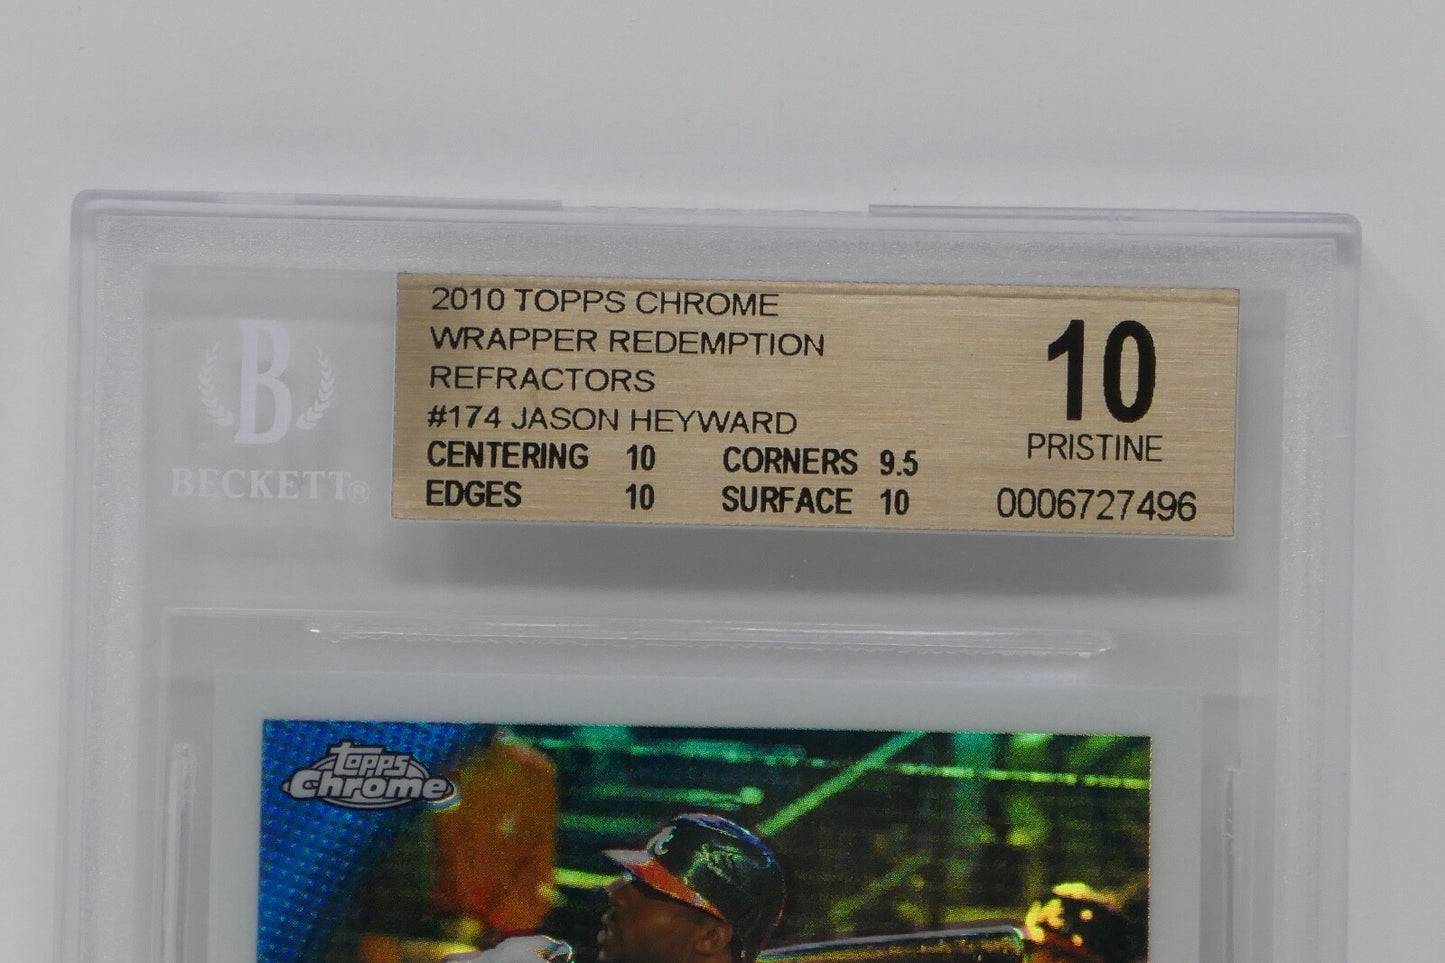 2010 TOPPS CHROME
WRAPPER REDEMPTION
REFRACTORS
#174 JASON HEYWARD
CENTERING 10 CORNERS 9.5
EDGES 10 SURFACE 10
10
PRISTINE
0006727496
B
BECKETT®
Topps
Chrome